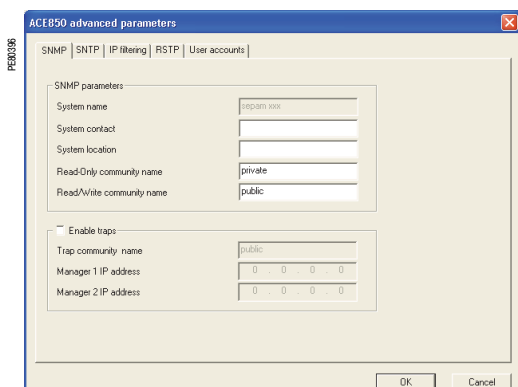 PE80396
ACE850 advanced parameters
SNMP SNTP IP filtering RSTP User accounts
SNMP parameters
System name sepam xxx
System contact
System location
Read-Only community name private
Read/Write community name public
Enable traps
Trap community name public
Manager 1 IP address 0 . 0 . 0 . 0
Manager 2 IP address 0 . 0 . 0 . 0
OK Cancel